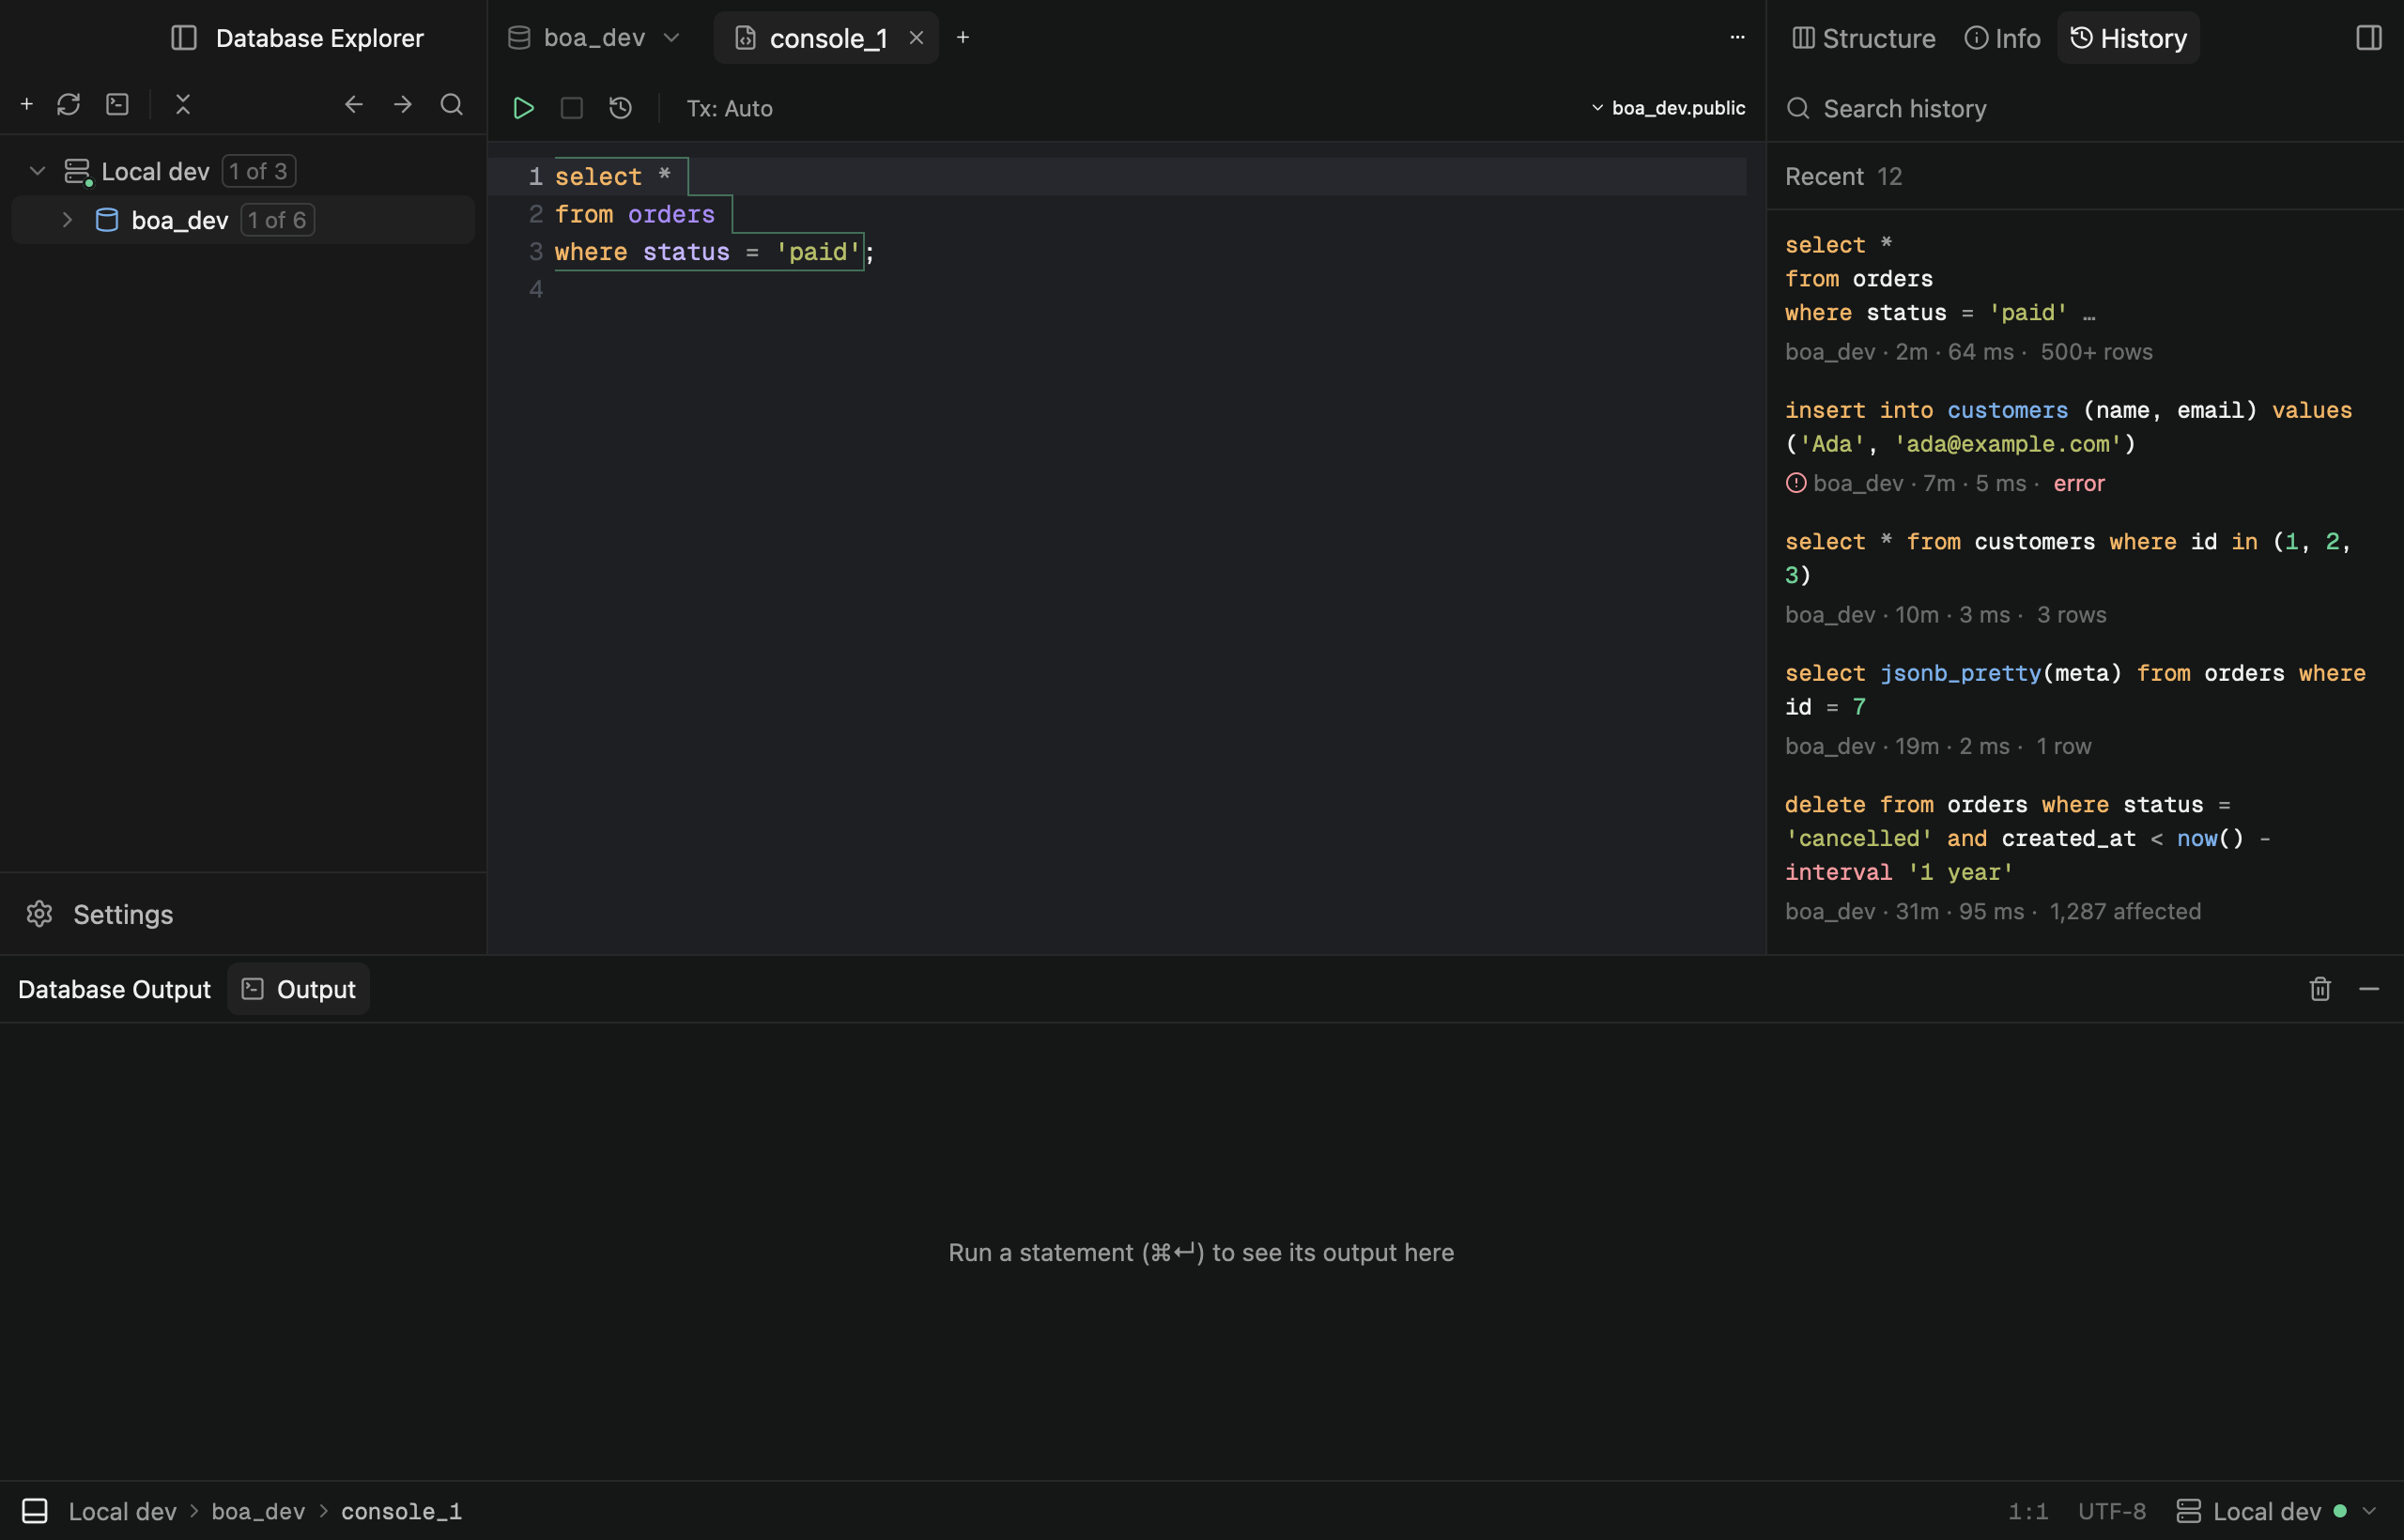 Database Explorer
Local dev 1 of 3
boa_dev 1 of 6
Settings
boa_dev
console_1
Tx: Auto
boa_dev.public
1 select *
2 from orders
3 where status = 'paid';
4
Structure Info History
Search history
Recent 12
select *
from orders
where status = 'paid' …
boa_dev · 2m · 64 ms · 500+ rows
insert into customers (name, email) values
('Ada', 'ada@example.com')
boa_dev · 7m · 5 ms · error
select * from customers where id in (1, 2,
3)
boa_dev · 10m · 3 ms · 3 rows
select jsonb_pretty(meta) from orders where
id = 7
boa_dev · 19m · 2 ms · 1 row
delete from orders where status =
'cancelled' and created_at < now() -
interval '1 year'
boa_dev · 31m · 95 ms · 1,287 affected
Database Output Output
Run a statement (⌘↵) to see its output here
Local dev > boa_dev > console_1
1:1 UTF-8 Local dev